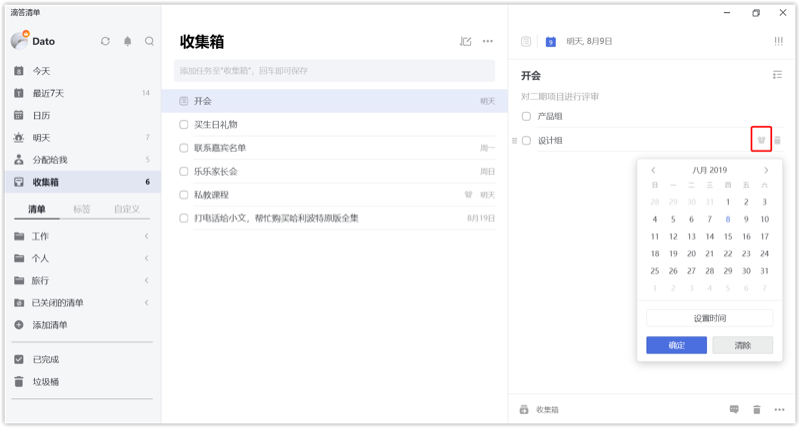 滴答清单
Dato
今天
最近7天 14
日历
明天 7
分配给我 5
收集箱 6
清单 标签 自定义
工作
个人
旅行
已关闭的清单
添加清单
已完成
垃圾桶
收集箱
添加任务至"收集箱"，回车即可保存
开会 明天
买生日礼物
联系嘉宾名单 周一
乐乐家长会 周日
私教课程 明天
打电话给小文，帮忙购买哈利波特原版全集 8月19日
9 明天, 8月9日
开会
对二期项目进行评审
产品组
设计组
八月 2019
日 一 二 三 四 五 六
28 29 30 31 1 2 3
4 5 6 7 8 9 10
11 12 13 14 15 16 17
18 19 20 21 22 23 24
25 26 27 28 29 30 31
1 2 3 4 5 6 7
设置时间
确定 清除
收集箱